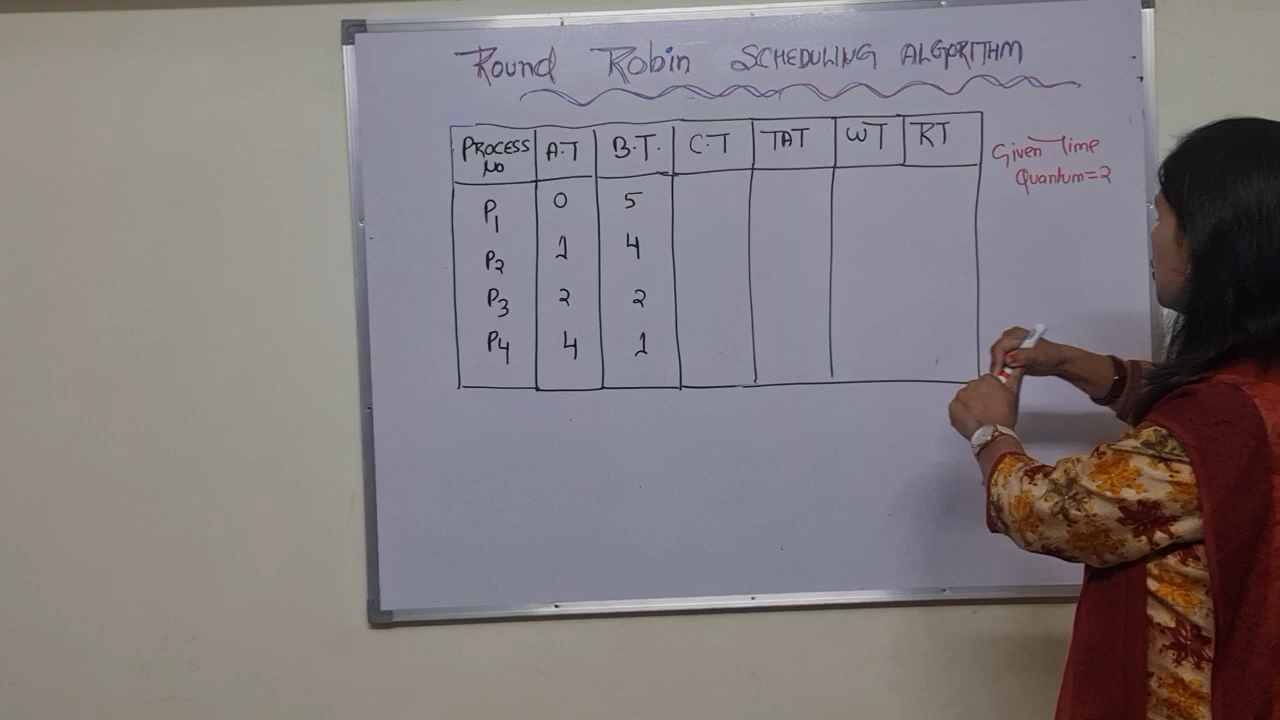 Round Robin SCHEDULING ALGORITHM
PROCESS NO A.T B.T. C.T TAT WT RT
P1 0 5
P2 1 4
P3 2 2
P4 4 1
Given Time
Quantum=2